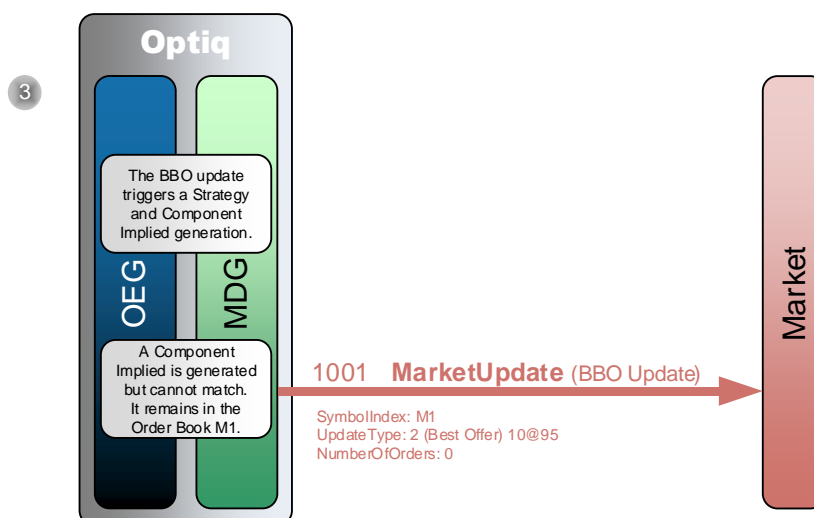 Optiq
3
The BBO update
triggers a Strategy
and Component
Implied generation.
OEG
MDG
Market
A Component
Implied is generated
but cannot match.
It remains in the
Order Book M1.
1001 MarketUpdate (BBO Update)
SymbolIndex: M1
UpdateType: 2 (Best Offer) 10@95
NumberOfOrders: 0